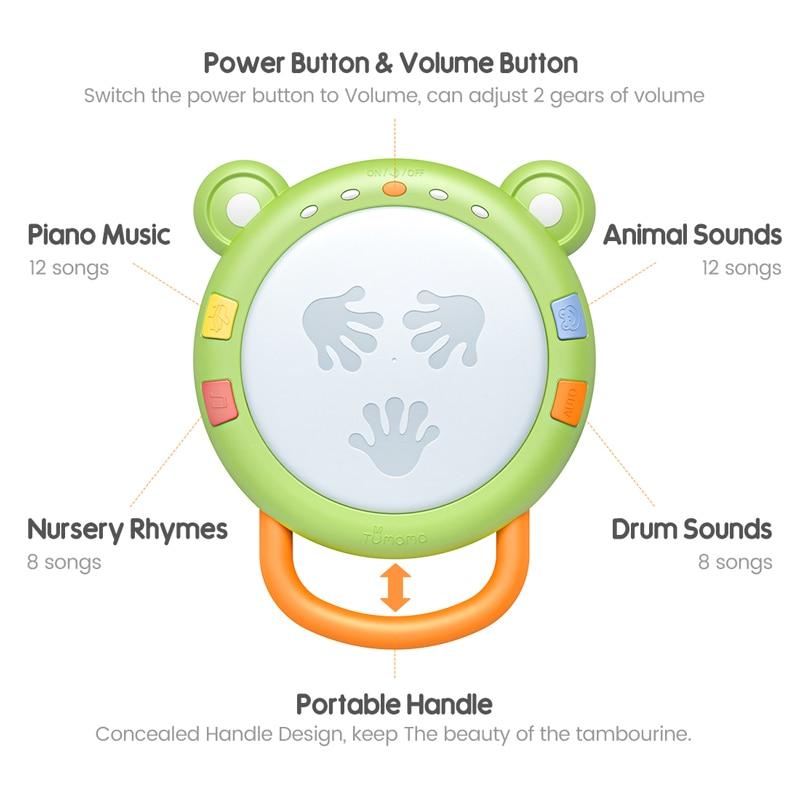 Power Button & Volume Button
Switch the power button to Volume, can adjust 2 gears of volume
ON / / OFF
Piano Music
12 songs
Animal Sounds
12 songs
AUTO
Nursery Rhymes
8 songs
Drum Sounds
8 songs
Tumama
Portable Handle
Concealed Handle Design, keep The beauty of the tambourine.